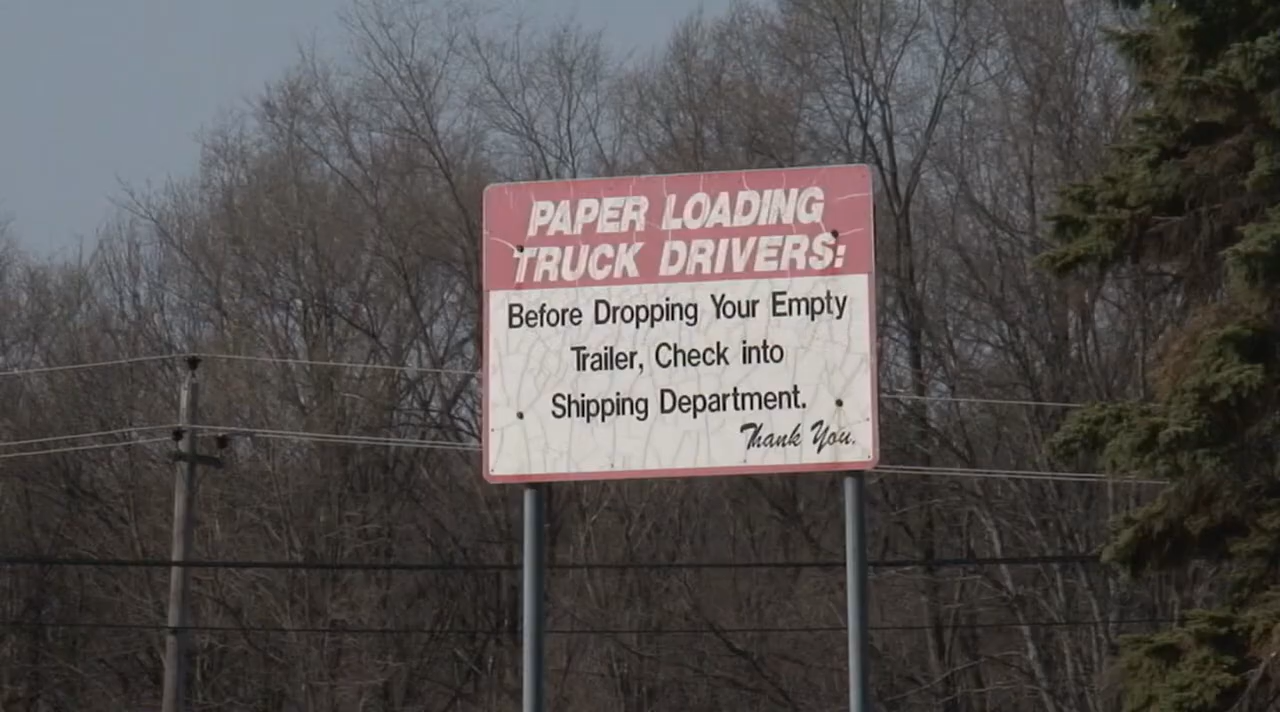 PAPER LOADING
TRUCK DRIVERS:
Before Dropping Your Empty
Trailer, Check into
Shipping Department.
Thank You.